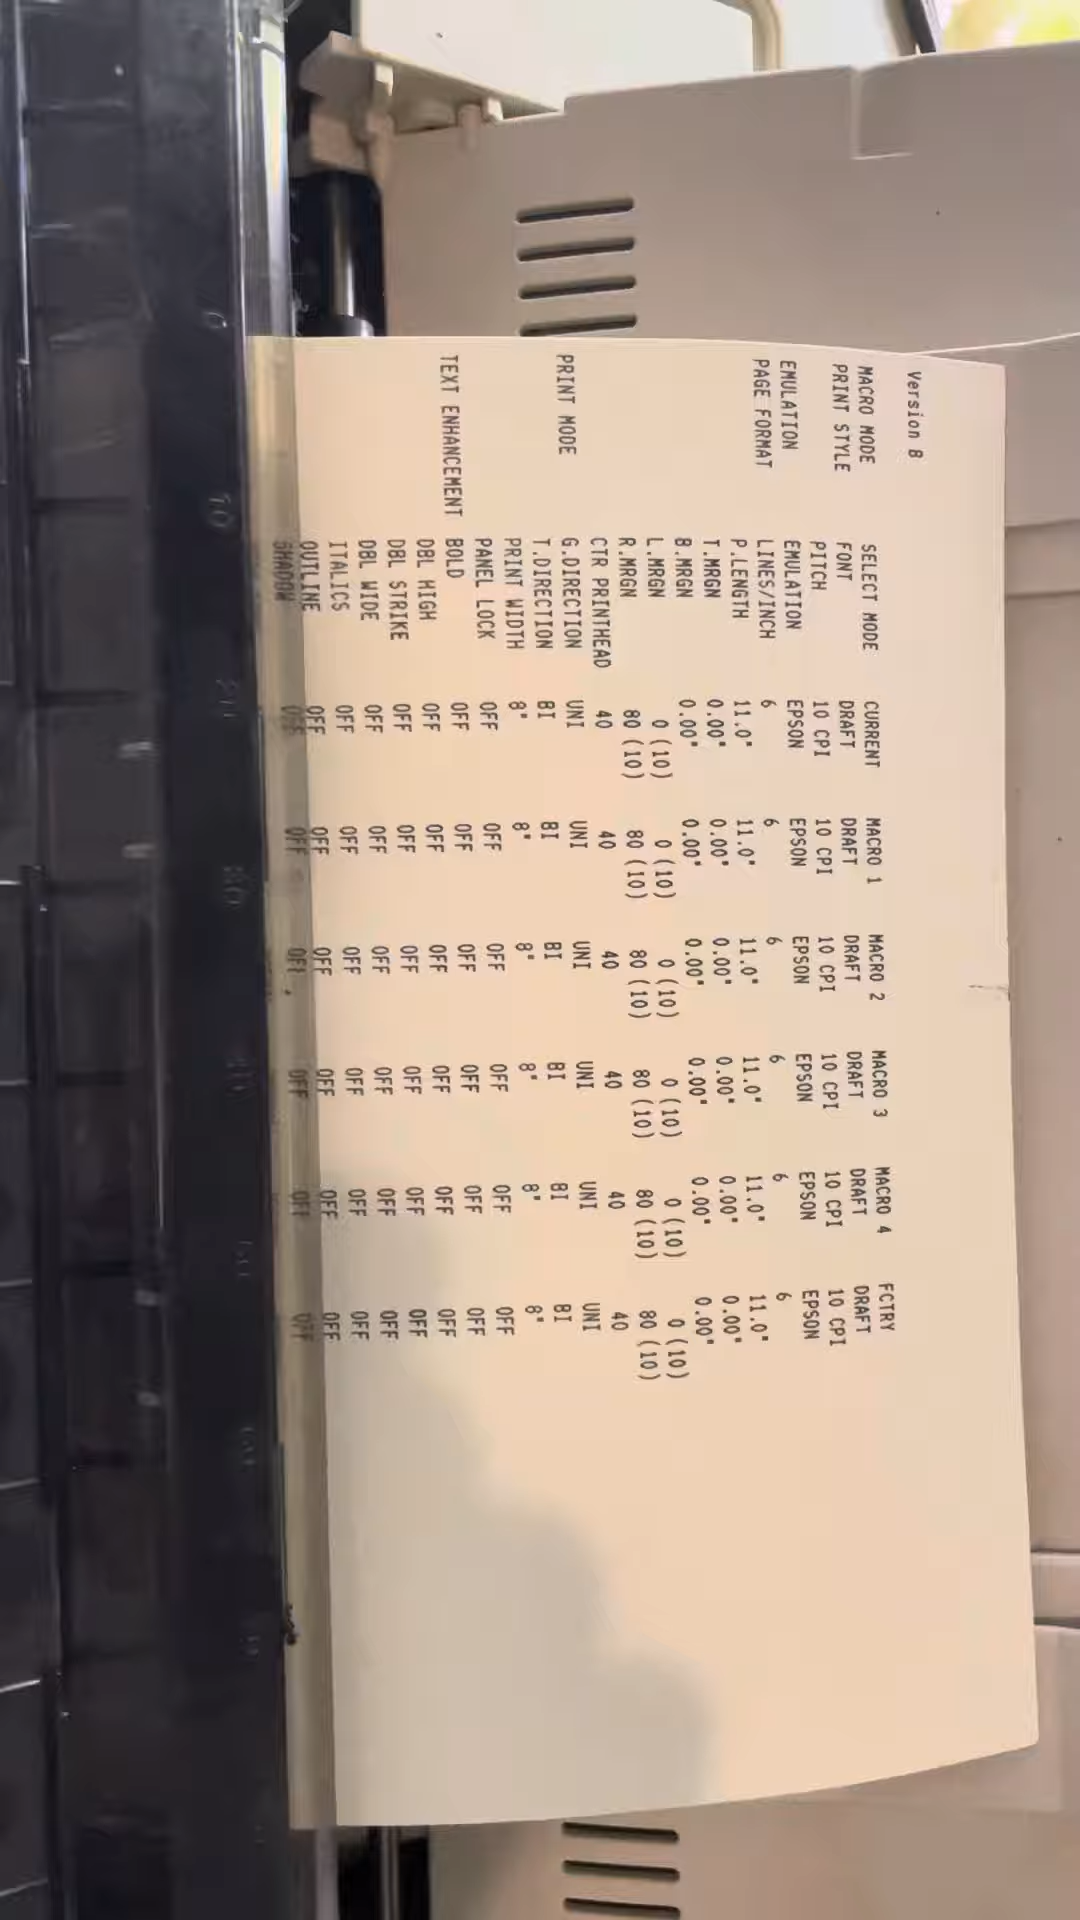 Version 8
MACRO MODE SELECT MODE CURRENT MACRO 1 MACRO 2 MACRO 3 MACRO 4 FCTRY
PRINT STYLE FONT DRAFT DRAFT DRAFT DRAFT DRAFT DRAFT
PITCH 10 CPI 10 CPI 10 CPI 10 CPI 10 CPI 10 CPI
EMULATION EMULATION EPSON EPSON EPSON EPSON EPSON EPSON
PAGE FORMAT LINES/INCH 6 6 6 6 6 6
P.LENGTH 11.0" 11.0" 11.0" 11.0" 11.0" 11.0"
T.MRGN 0.00" 0.00" 0.00" 0.00" 0.00" 0.00"
B.MRGN 0.00" 0.00" 0.00" 0.00" 0.00" 0.00"
L.MRGN 0 (10) 0 (10) 0 (10) 0 (10) 0 (10) 0 (10)
R.MRGN 80 (10) 80 (10) 80 (10) 80 (10) 80 (10) 80 (10)
CTR PRINTHEAD 40 40 40 40 40 40
PRINT MODE G.DIRECTION UNI UNI UNI UNI UNI UNI
T.DIRECTION BI BI BI BI BI BI
PRINT WIDTH 8" 8" 8" 8" 8" 8"
PANEL LOCK OFF OFF OFF OFF OFF OFF
TEXT ENHANCEMENT BOLD OFF OFF OFF OFF OFF OFF
DBL HIGH OFF OFF OFF OFF OFF OFF
DBL STRIKE OFF OFF OFF OFF OFF OFF
DBL WIDE OFF OFF OFF OFF OFF OFF
ITALICS OFF OFF OFF OFF OFF OFF
OUTLINE OFF OFF OFF OFF OFF OFF
SHADOW OFF OFF OFF OFF OFF OFF
0 10